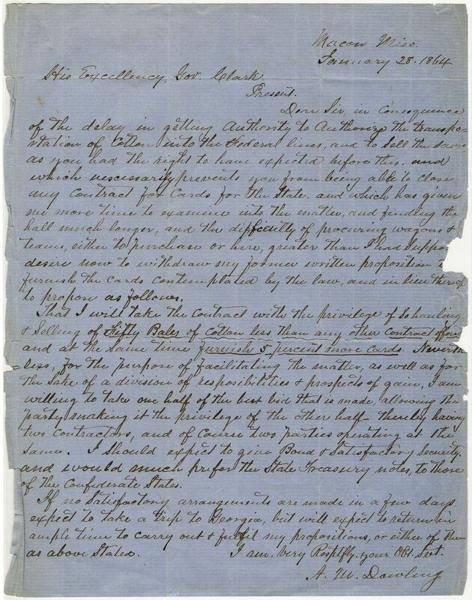 Macon Miss.
January 28. 1864
His Excellency, Gov. Clark
Present.
Dear Sir, in consequence
of the delay in getting Authority to Authorize the transpo
tation of Cotton into the Federal lines, and to sell the same
as you had the right to have expected before this. and
which necessarily prevents you from being able to close
any Contract for Cards for the State, and which has given
me more time to examine into the matter, and finding the
hall much longer, and the difficulty of procuring wagons &
teams, either to purchase or hire, greater than I had suppos
desire now to withdraw my former written proposition
furnish the Cards contemplated by the law, and in lieu thereof
to propose as follows.
That I will take the Contract with the privilege of so hauling
& selling of Fifty Bales of Cotton less than any other Contract
and at the same time furnish 5 percent more Cards. Neverthe
less, for the purpose of facilitating the matter, as well as for
the sake of a division of resposibilities & prospects of gain, I am
willing to take one half of the best bid that is made, allowing the
party making it the privilege of the other half thereby having
two Contractors, and of Course two parties operating at the
same. I should expect to give Bond & satisfactory security,
and would much prefer the State Treasury notes, to those
of the Confederate States.
If no satisfactory arrangements are made in a few days
expect to take a trip to Georgia, but will expect to return in
ample time to carry out & fulfil my propositions, or either of them
as above stated. I am, Very Resptfly. your Obt. Svt.
A. M. Dowling